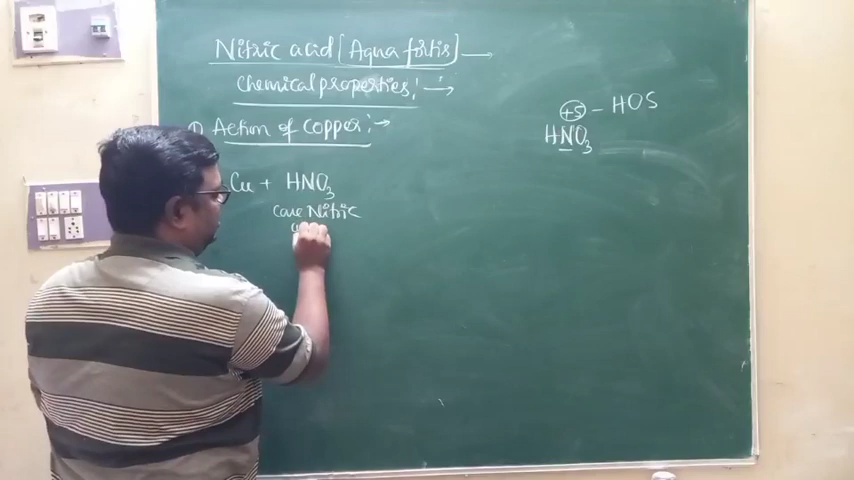 Nitric acid [Aqua fortis] →
Chemical properties : →
1) Action of Copper : →
Cu + HNO3
Conc Nitric
+5 - HOS
HNO3